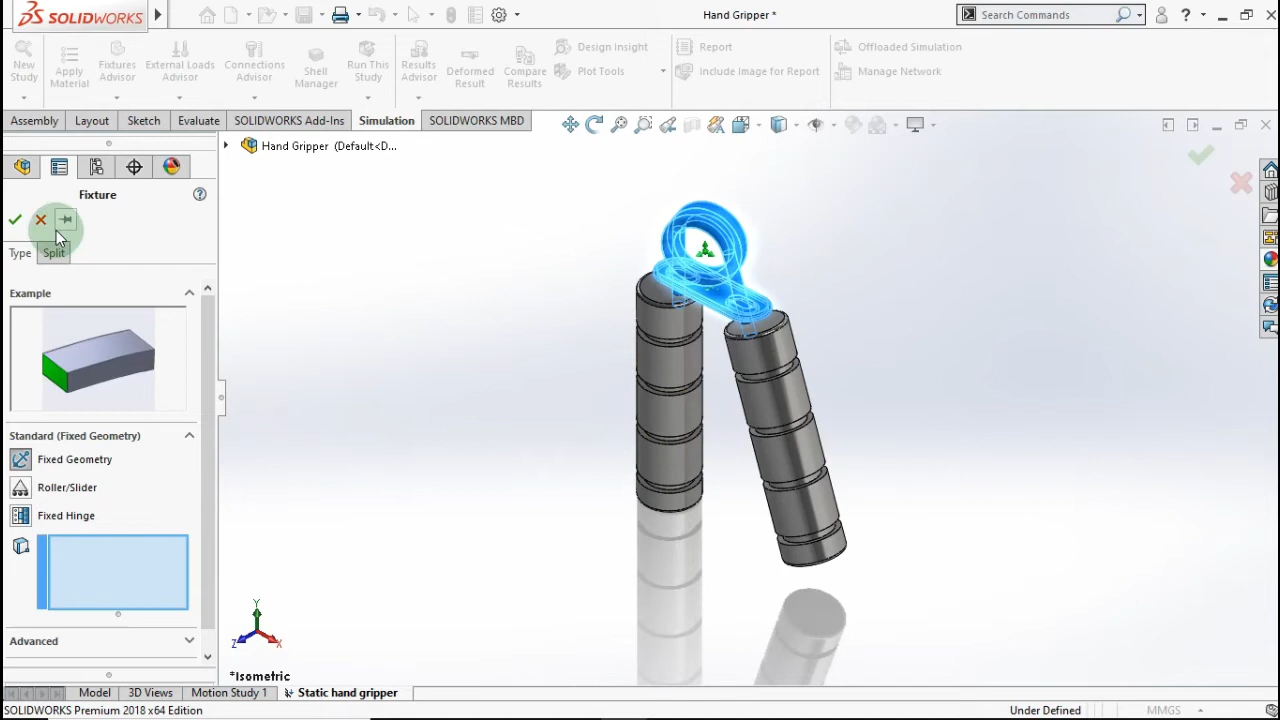 SOLIDWORKS
Hand Gripper *
Search Commands
?
New Study
Apply Material
Fixtures Advisor
External Loads Advisor
Connections Advisor
Shell Manager
Run This Study
Results Advisor
Deformed Result
Compare Results
Design Insight
Plot Tools
Report
Include Image for Report
Offloaded Simulation
Manage Network
Assembly
Layout
Sketch
Evaluate
SOLIDWORKS Add-Ins
Simulation
SOLIDWORKS MBD
Hand Gripper (Default<D...
Fixture
?
Type
Split
Example
Standard (Fixed Geometry)
Fixed Geometry
Roller/Slider
Fixed Hinge
Advanced
Y
Z
X
*Isometric
Model
3D Views
Motion Study 1
Static hand gripper
SOLIDWORKS Premium 2018 x64 Edition
Under Defined
MMGS